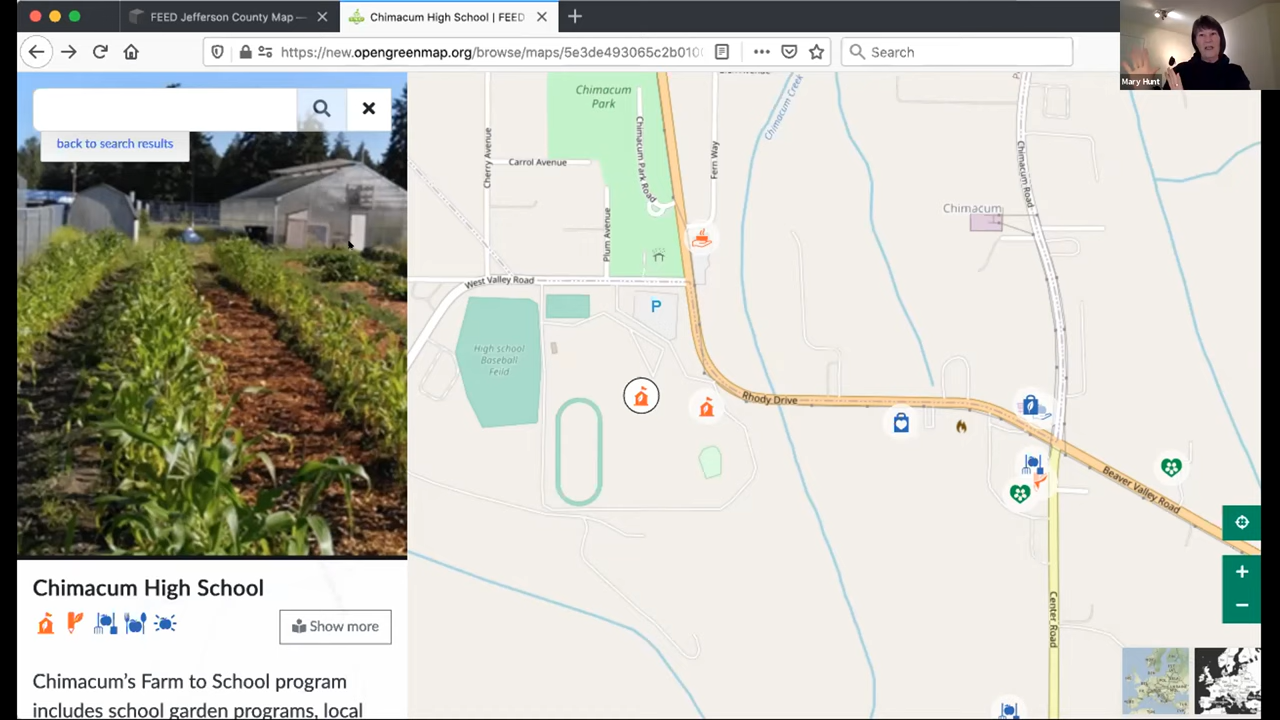 FEED Jefferson County Map —
Chimacum High School | FEED
https://new.opengreenmap.org/browse/maps/5e3de493065c2b010
Search
Mary Hunt
back to search results
Chimacum
Park
Chimacum Creek
Cherry Avenue
Carrol Avenue
Chimacum Park Road
Fern Way
Chimacum Road
Plum Avenue
Chimacum
West Valley Road
P
High school
Baseball
Feild
Rhody Drive
Beaver Valley Road
Center Road
Chimacum High School
Show more
Chimacum's Farm to School program
includes school garden programs, local